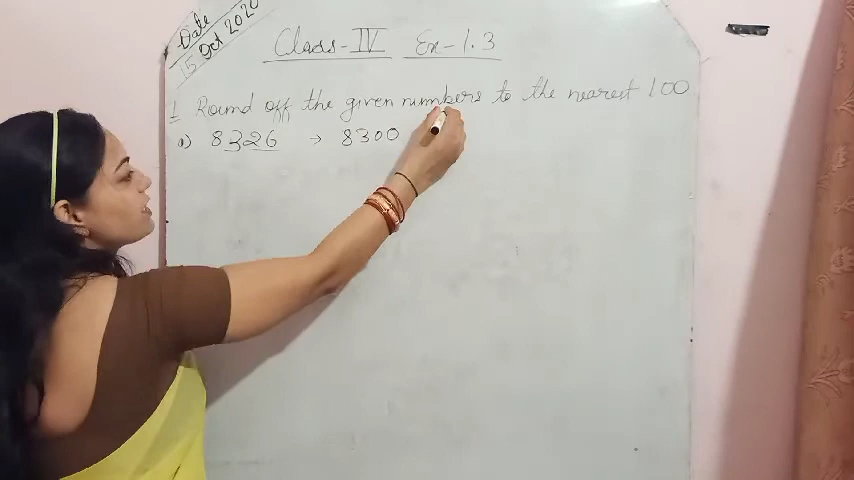 Date
15 Oct 2020
Class-IV Ex-1.3
1 Round off the given numbers to the nearest 100
a) 8326 → 8300